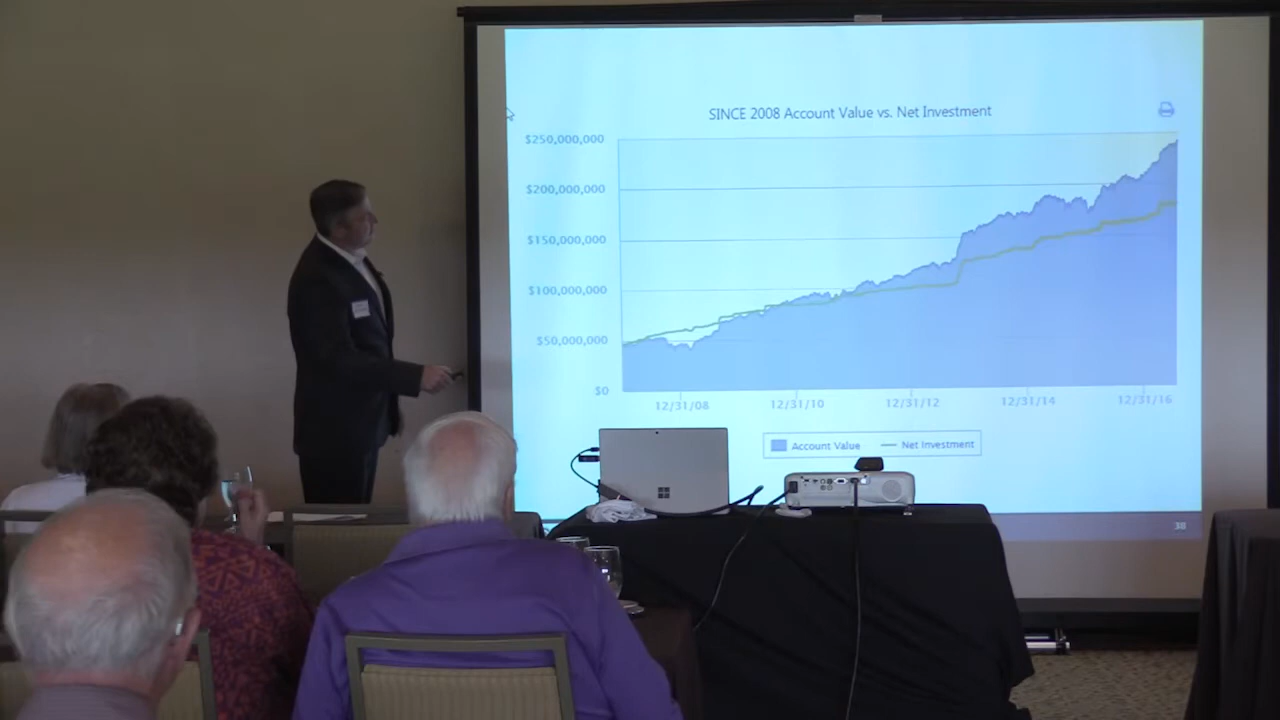 SINCE 2008 Account Value vs. Net Investment
$250,000,000
$200,000,000
$150,000,000
$100,000,000
$50,000,000
$0
12/31/08 12/31/10 12/31/12 12/31/14 12/31/16
Account Value Net Investment
38